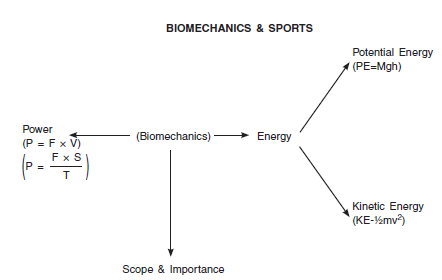 BIOMECHANICS & SPORTS
Potential Energy
(PE=Mgh)
Power
(P = F × V)
(P = F × S / T)
(Biomechanics)
Energy
Kinetic Energy
(KE-½mv²)
Scope & Importance